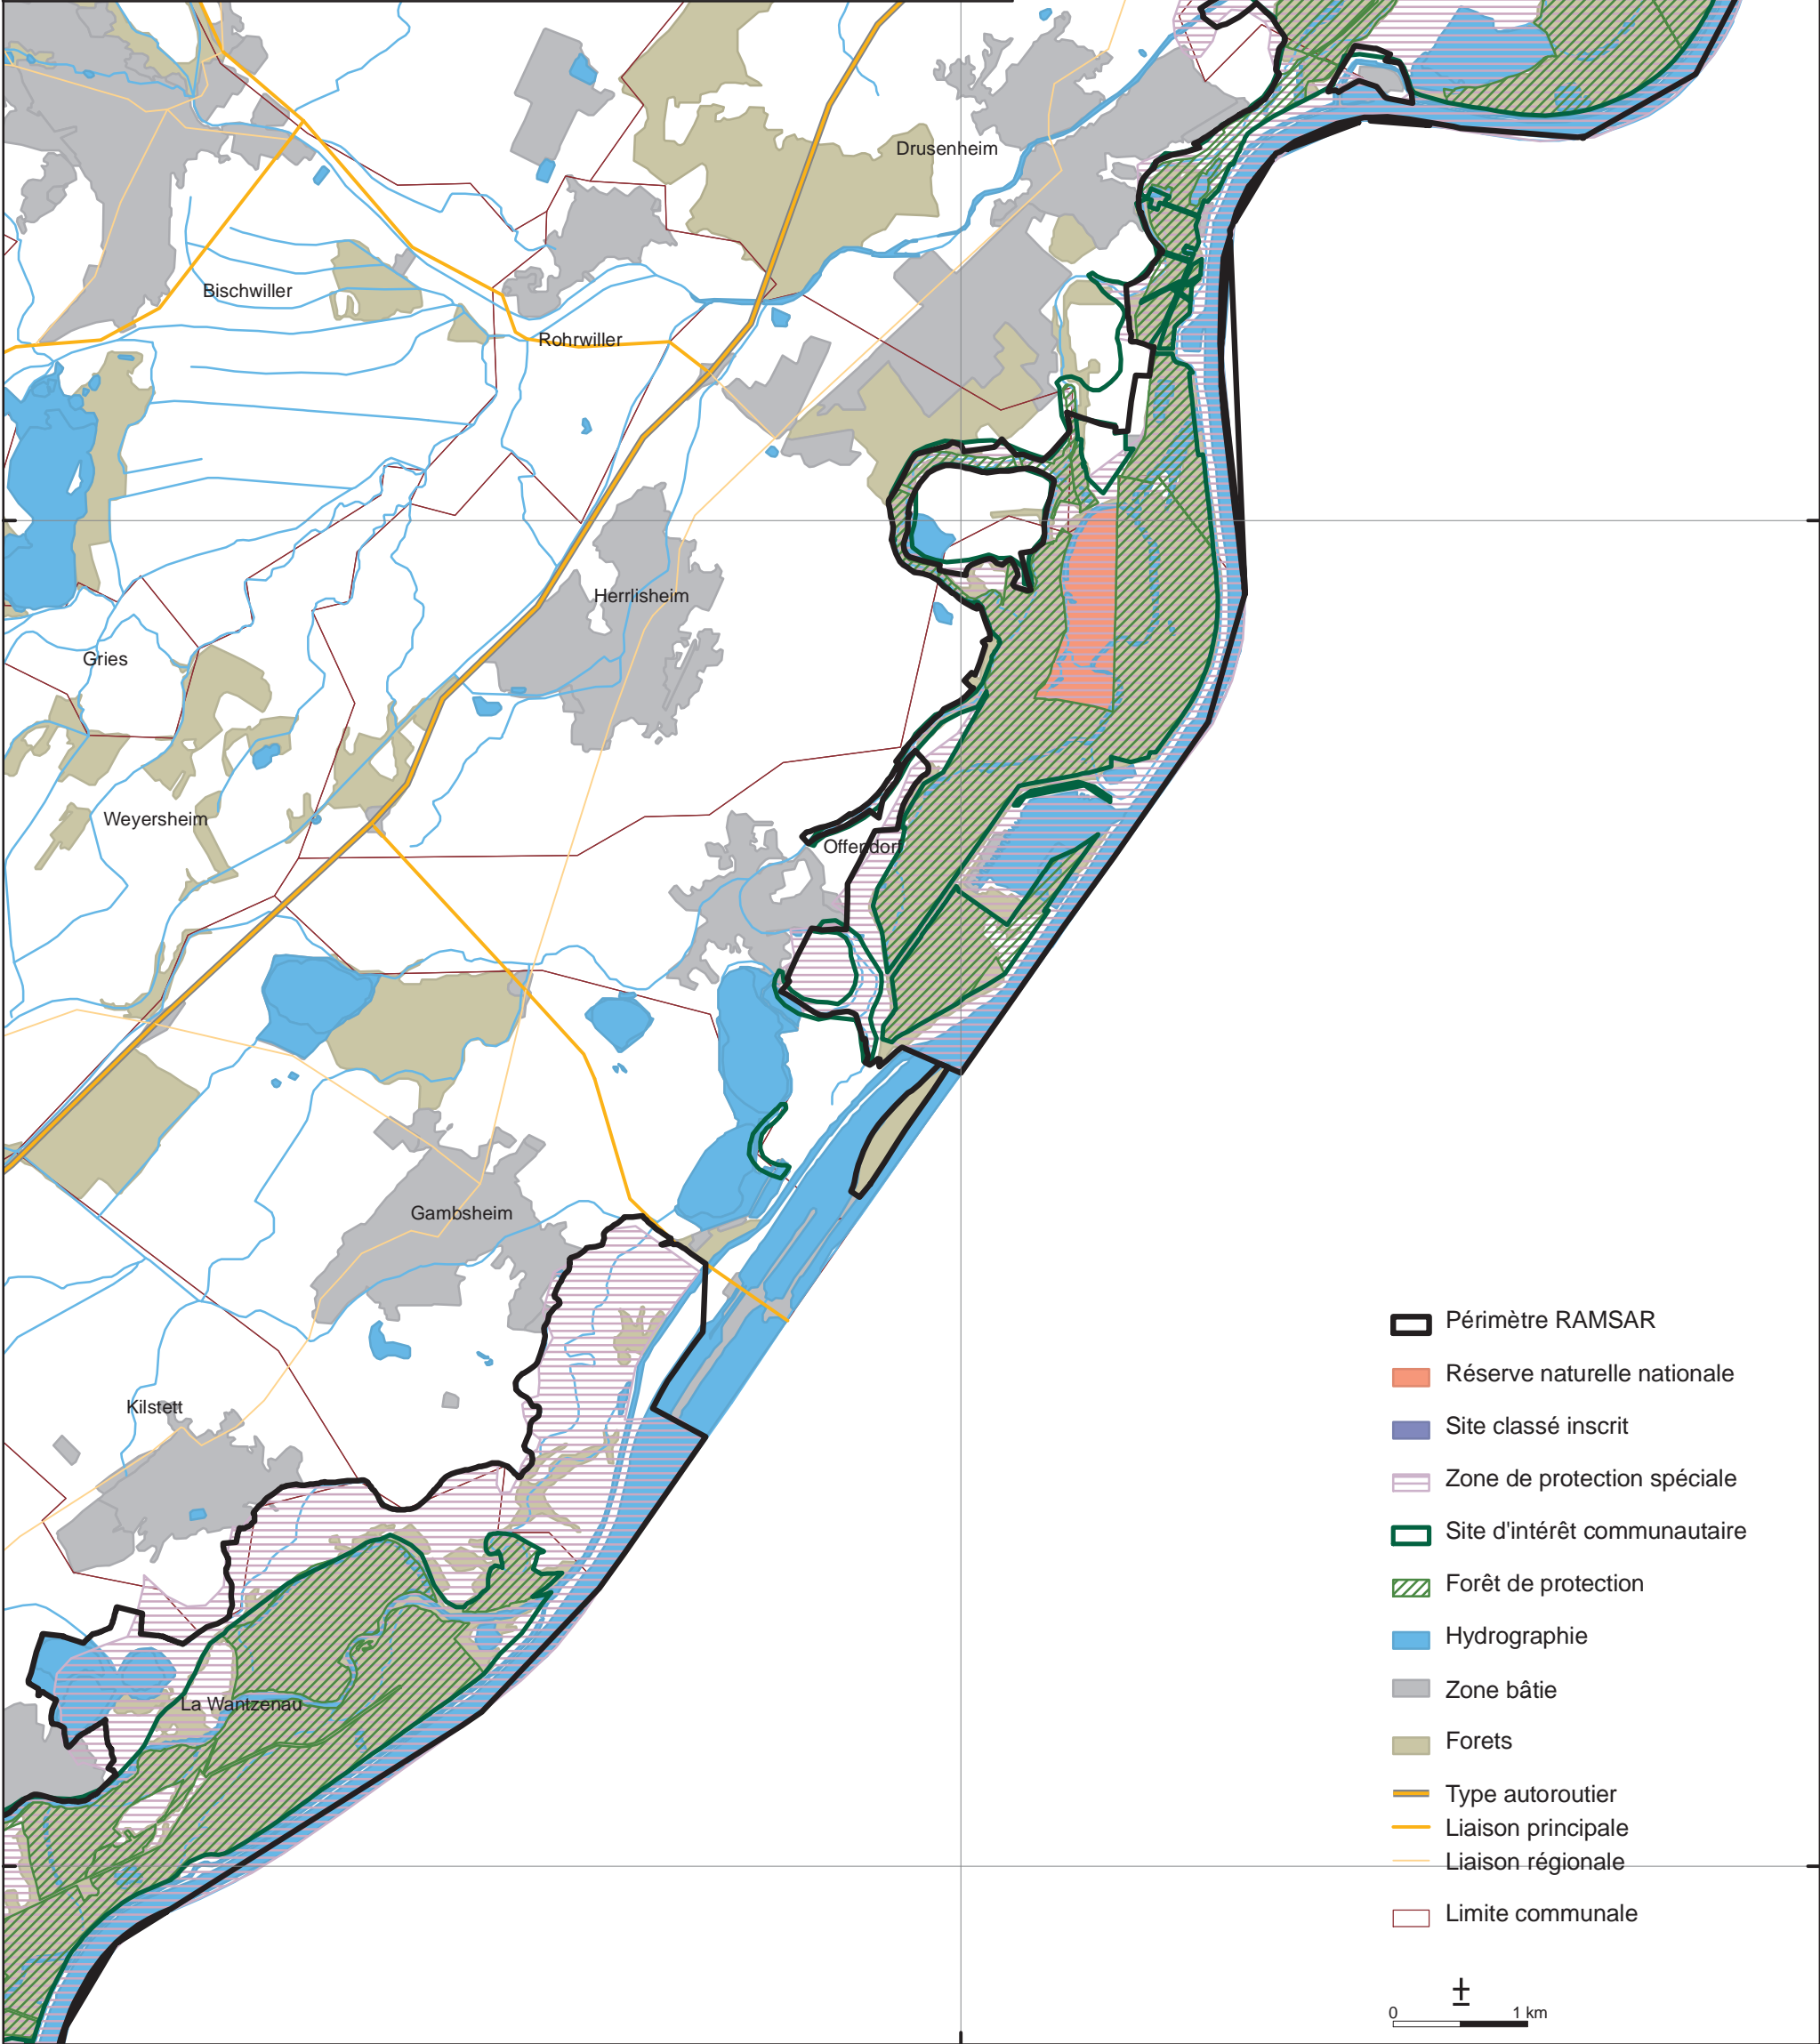 Drusenheim
Bischwiller
Rohrwiller
Herrlisheim
Gries
Weyersheim
Offendorf
Gambsheim
Kilstett
La Wantzenau
Périmètre RAMSAR
Réserve naturelle nationale
Site classé inscrit
Zone de protection spéciale
Site d'intérêt communautaire
Forêt de protection
Hydrographie
Zone bâtie
Forets
Type autoroutier
Liaison principale
Liaison régionale
Limite communale
±
0 1 km